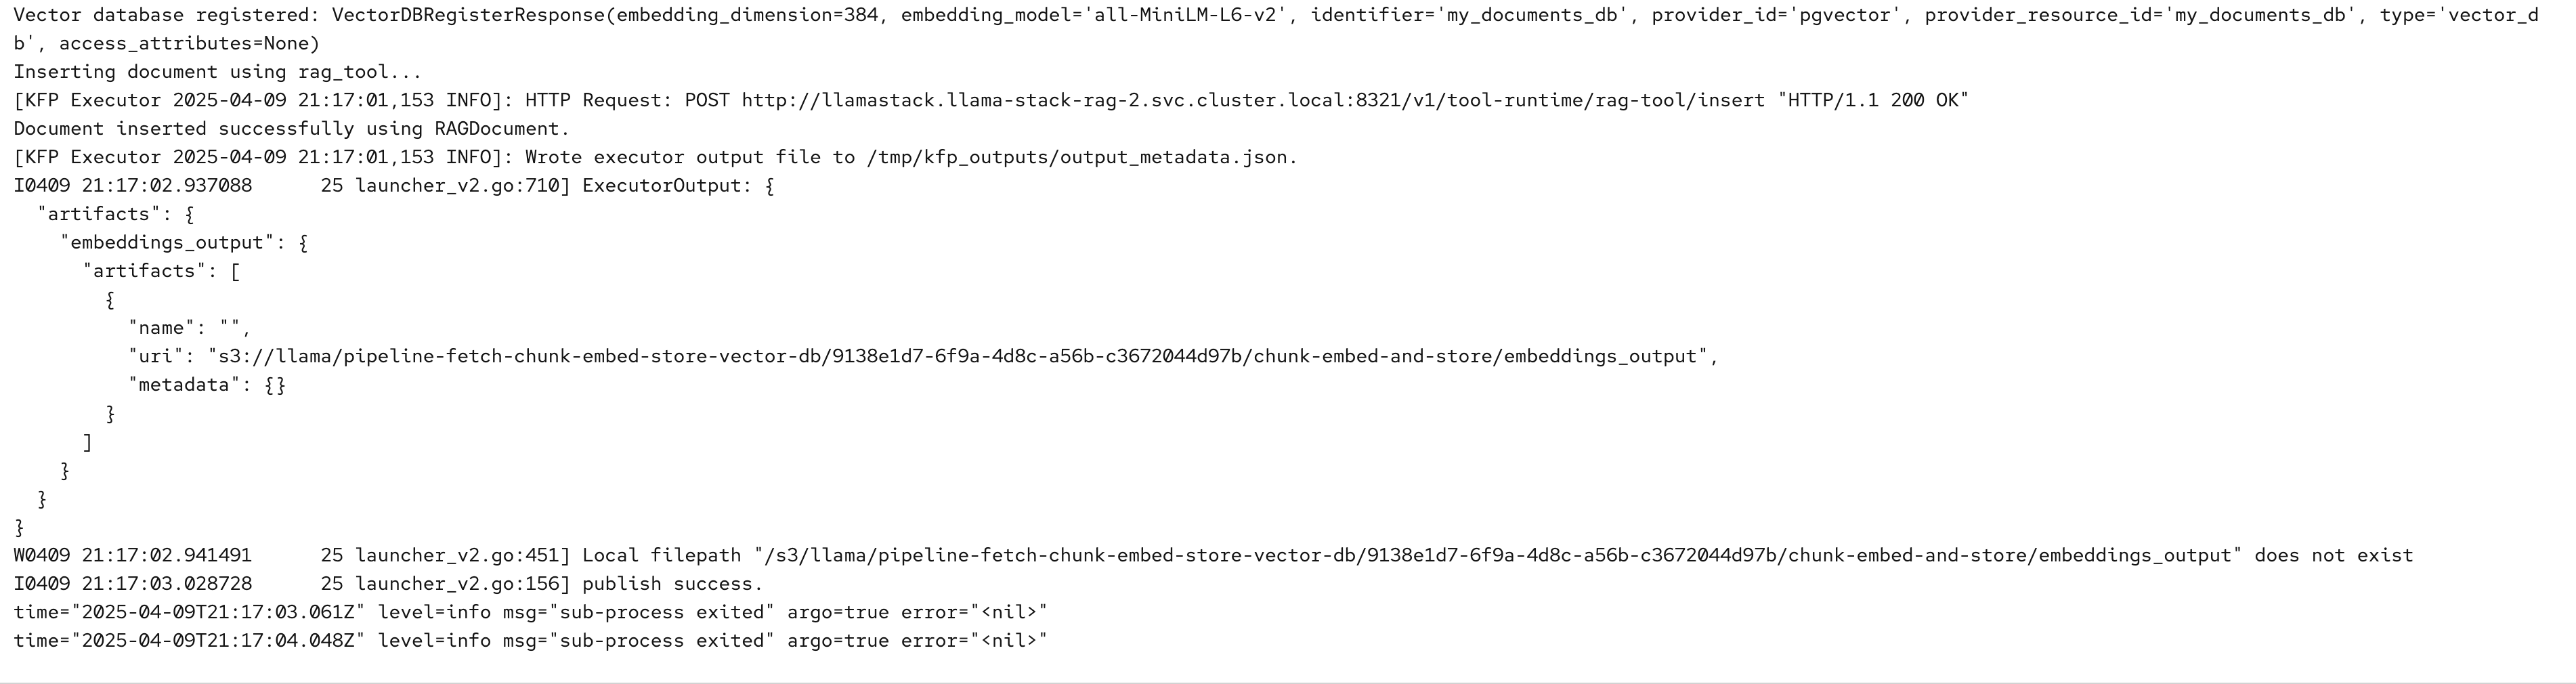 Vector database registered: VectorDBRegisterResponse(embedding_dimension=384, embedding_model='all-MiniLM-L6-v2', identifier='my_documents_db', provider_id='pgvector', provider_resource_id='my_documents_db', type='vector_d
b', access_attributes=None)
Inserting document using rag_tool...
[KFP Executor 2025-04-09 21:17:01,153 INFO]: HTTP Request: POST http://llamastack.llama-stack-rag-2.svc.cluster.local:8321/v1/tool-runtime/rag-tool/insert "HTTP/1.1 200 OK"
Document inserted successfully using RAGDocument.
[KFP Executor 2025-04-09 21:17:01,153 INFO]: Wrote executor output file to /tmp/kfp_outputs/output_metadata.json.
I0409 21:17:02.937088      25 launcher_v2.go:710] ExecutorOutput: {
  "artifacts": {
    "embeddings_output": {
      "artifacts": [
        {
          "name": "",
          "uri": "s3://llama/pipeline-fetch-chunk-embed-store-vector-db/9138e1d7-6f9a-4d8c-a56b-c3672044d97b/chunk-embed-and-store/embeddings_output",
          "metadata": {}
        }
      ]
    }
  }
}
W0409 21:17:02.941491      25 launcher_v2.go:451] Local filepath "/s3/llama/pipeline-fetch-chunk-embed-store-vector-db/9138e1d7-6f9a-4d8c-a56b-c3672044d97b/chunk-embed-and-store/embeddings_output" does not exist
I0409 21:17:03.028728      25 launcher_v2.go:156] publish success.
time="2025-04-09T21:17:03.061Z" level=info msg="sub-process exited" argo=true error="<nil>"
time="2025-04-09T21:17:04.048Z" level=info msg="sub-process exited" argo=true error="<nil>"